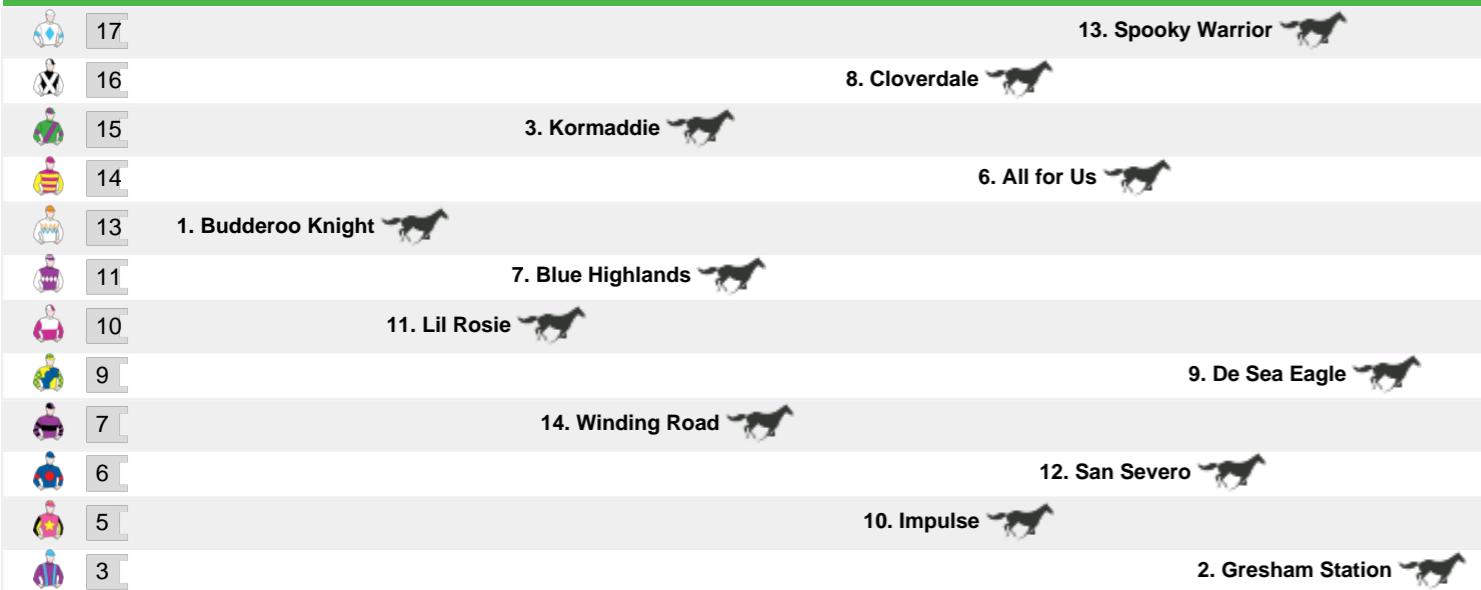 17 13. Spooky Warrior
16 8. Cloverdale
15 3. Kormaddie
14 6. All for Us
13 1. Budderoo Knight
11 7. Blue Highlands
10 11. Lil Rosie
9 9. De Sea Eagle
7 14. Winding Road
6 12. San Severo
5 10. Impulse
3 2. Gresham Station